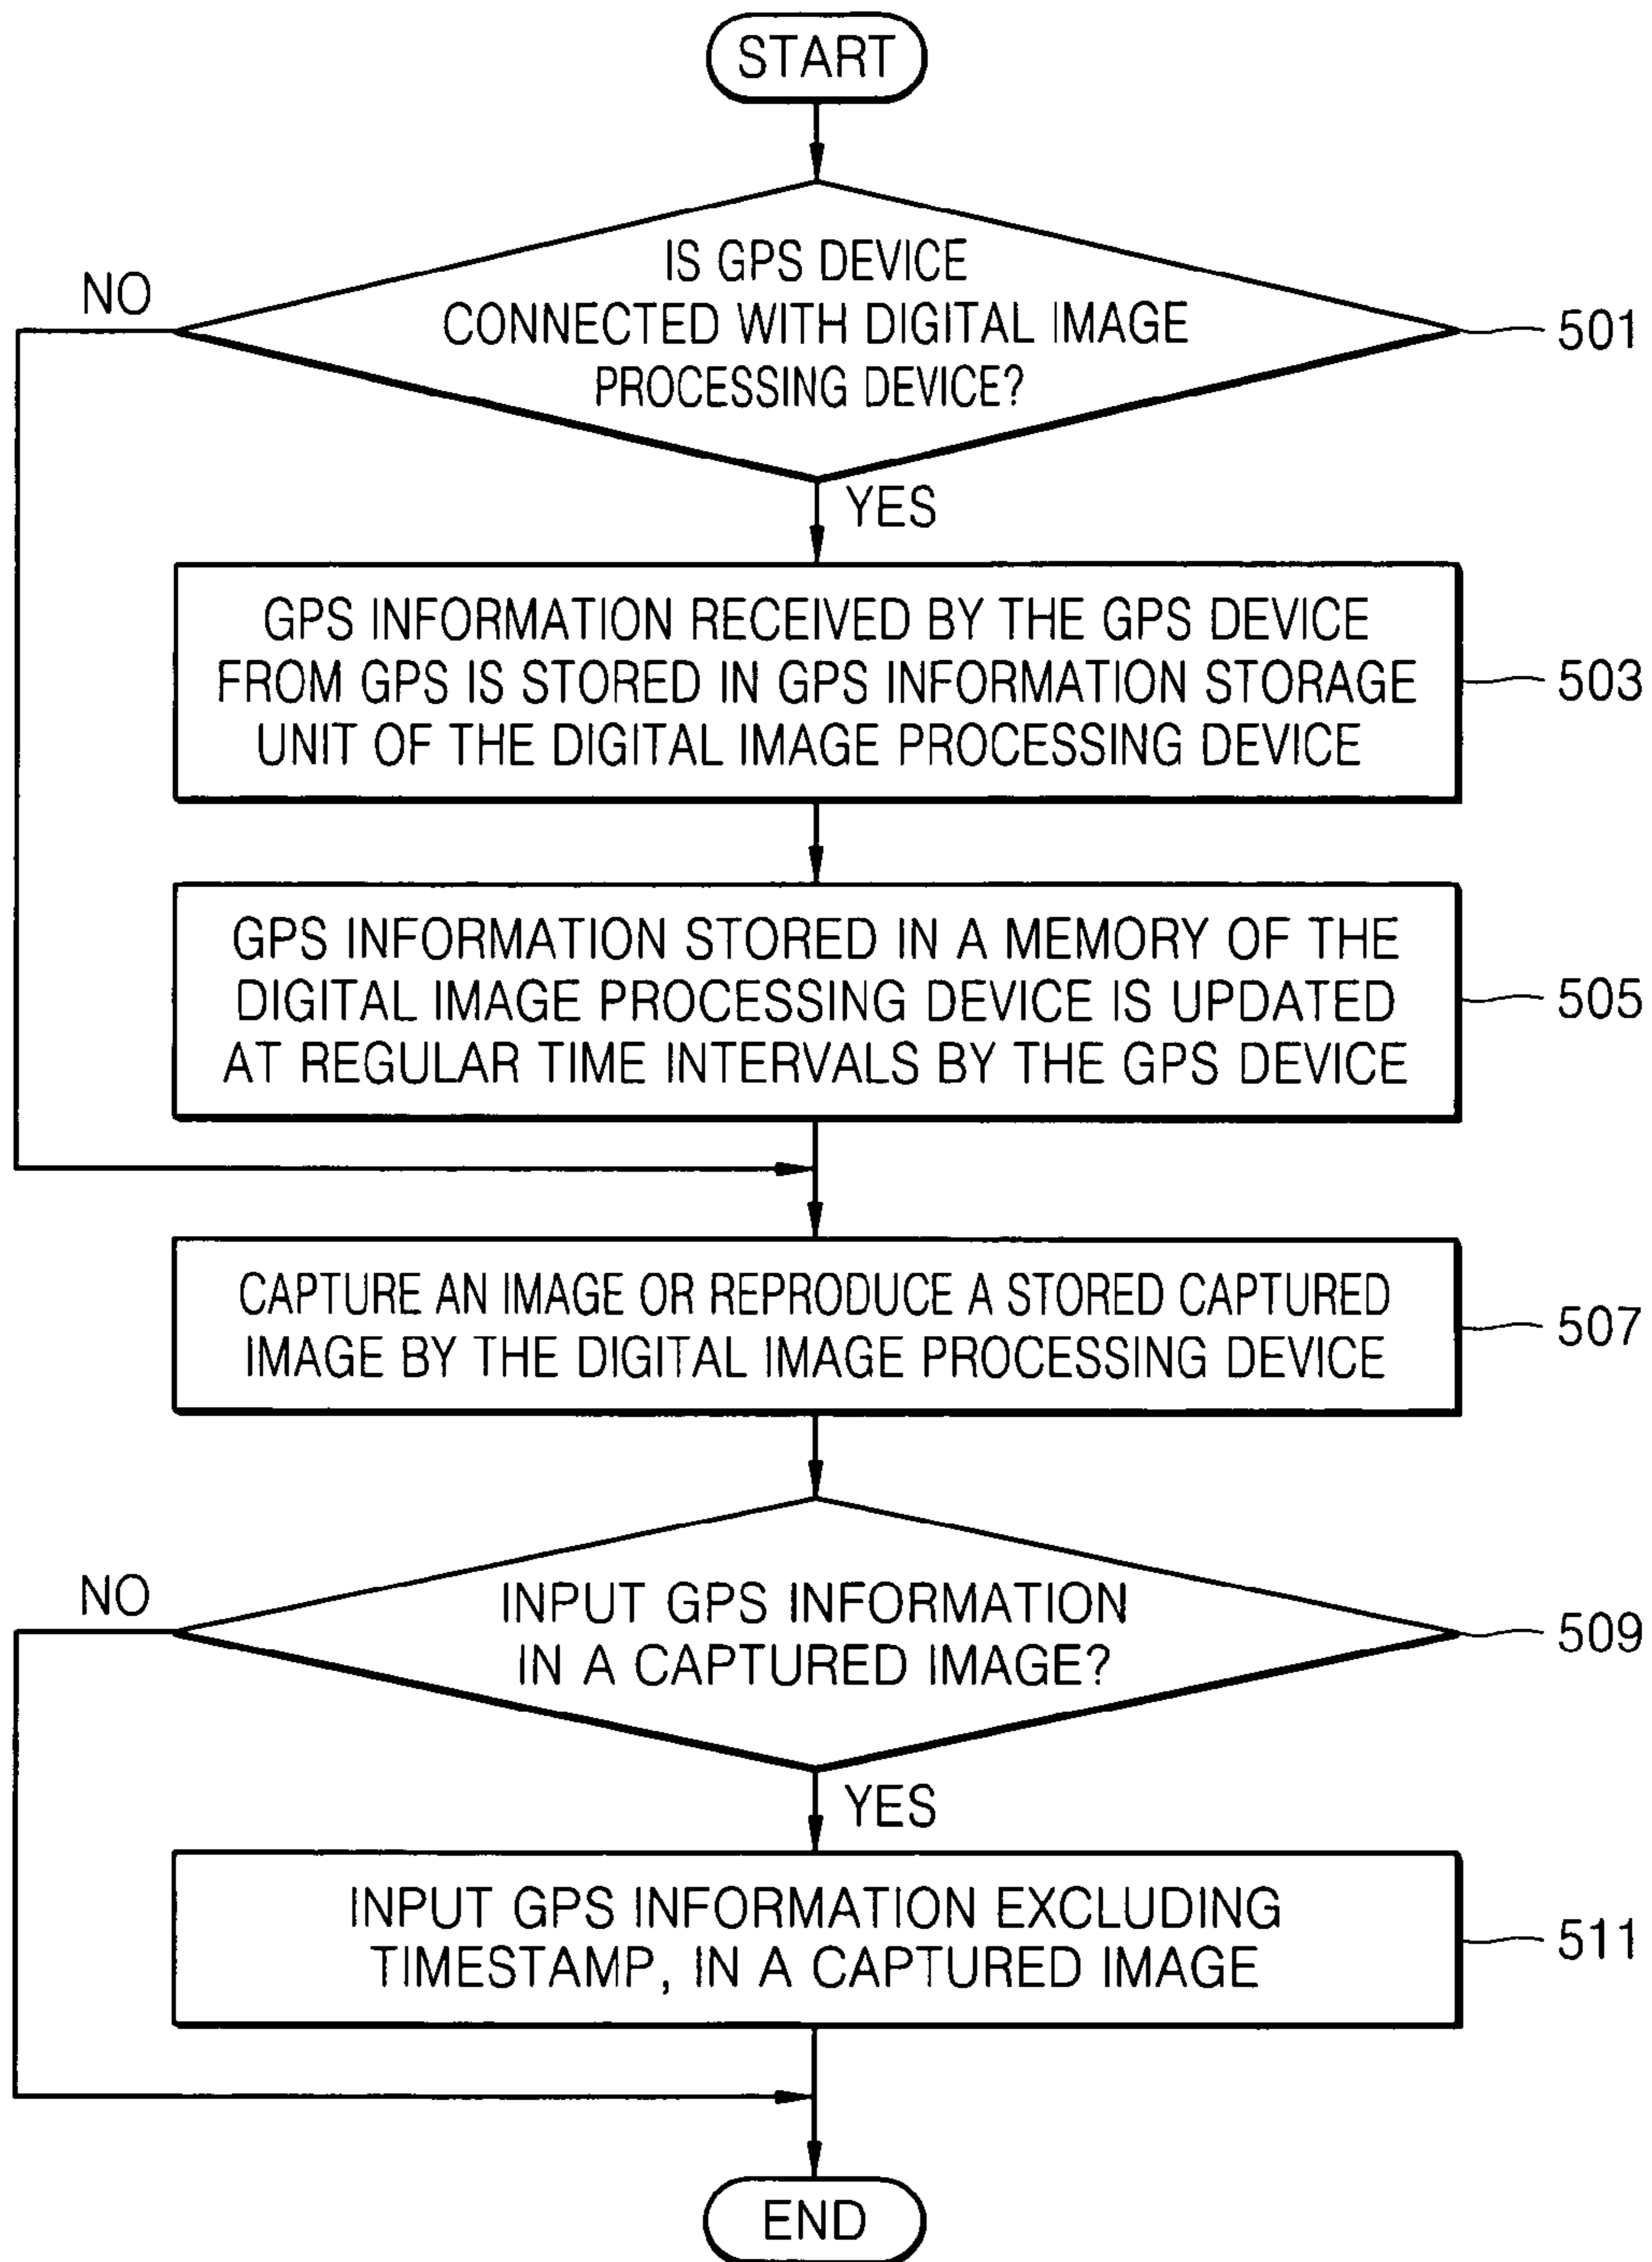 START
IS GPS DEVICE
CONNECTED WITH DIGITAL IMAGE
PROCESSING DEVICE?
NO
501
YES
GPS INFORMATION RECEIVED BY THE GPS DEVICE
FROM GPS IS STORED IN GPS INFORMATION STORAGE
UNIT OF THE DIGITAL IMAGE PROCESSING DEVICE
503
GPS INFORMATION STORED IN A MEMORY OF THE
DIGITAL IMAGE PROCESSING DEVICE IS UPDATED
AT REGULAR TIME INTERVALS BY THE GPS DEVICE
505
CAPTURE AN IMAGE OR REPRODUCE A STORED CAPTURED
IMAGE BY THE DIGITAL IMAGE PROCESSING DEVICE
507
NO
INPUT GPS INFORMATION
IN A CAPTURED IMAGE?
509
YES
INPUT GPS INFORMATION EXCLUDING
TIMESTAMP, IN A CAPTURED IMAGE
511
END